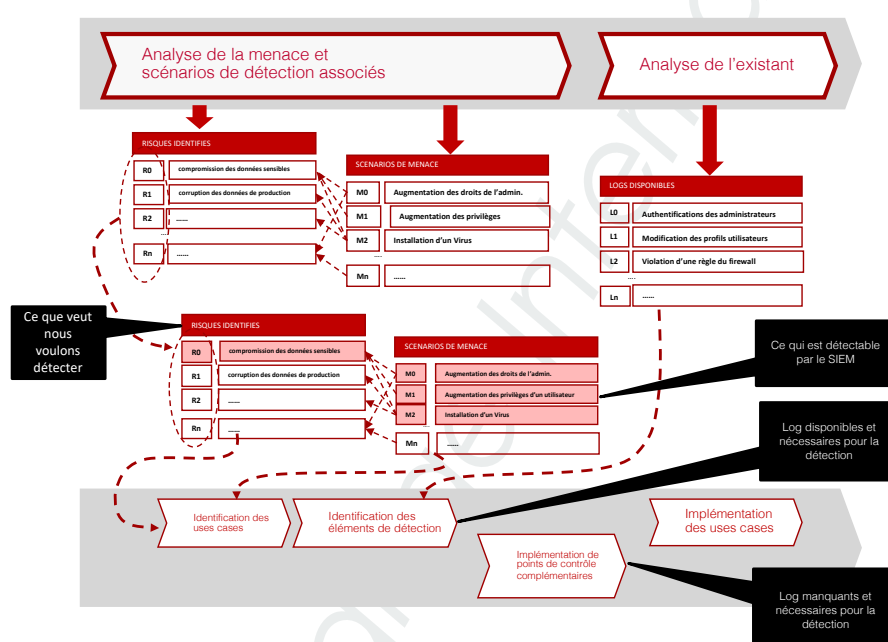 Analyse de la menace et
scénarios de détection associés
Analyse de l'existant
RISQUES IDENTIFIES
R0 compromission des données sensibles
R1 corruption des données de production
R2 ......
....
Rn ......
SCENARIOS DE MENACE
M0 Augmentation des droits de l'admin.
M1 Augmentation des privilèges
M2 Installation d'un Virus
....
Mn ......
LOGS DISPONIBLES
L0 Authentifications des administrateurs
L1 Modification des profils utilisateurs
L2 Violation d'une règle du firewall
....
Ln ......
Ce que veut
nous
voulons
détecter
RISQUES IDENTIFIES
R0 compromission des données sensibles
R1 corruption des données de production
R2 ......
....
Rn ......
SCENARIOS DE MENACE
M0 Augmentation des droits de l'admin.
M1 Augmentation des privilèges d'un utilisateur
M2 Installation d'un Virus
....
Mn ......
Ce qui est détectable
par le SIEM
Log disponibles et
nécessaires pour la
détection
Identification des
uses cases
Identification des
éléments de détection
Implémentation
des uses cases
Implémentation de
points de contrôle
complémentaires
Log manquants et
nécessaires pour la
détection